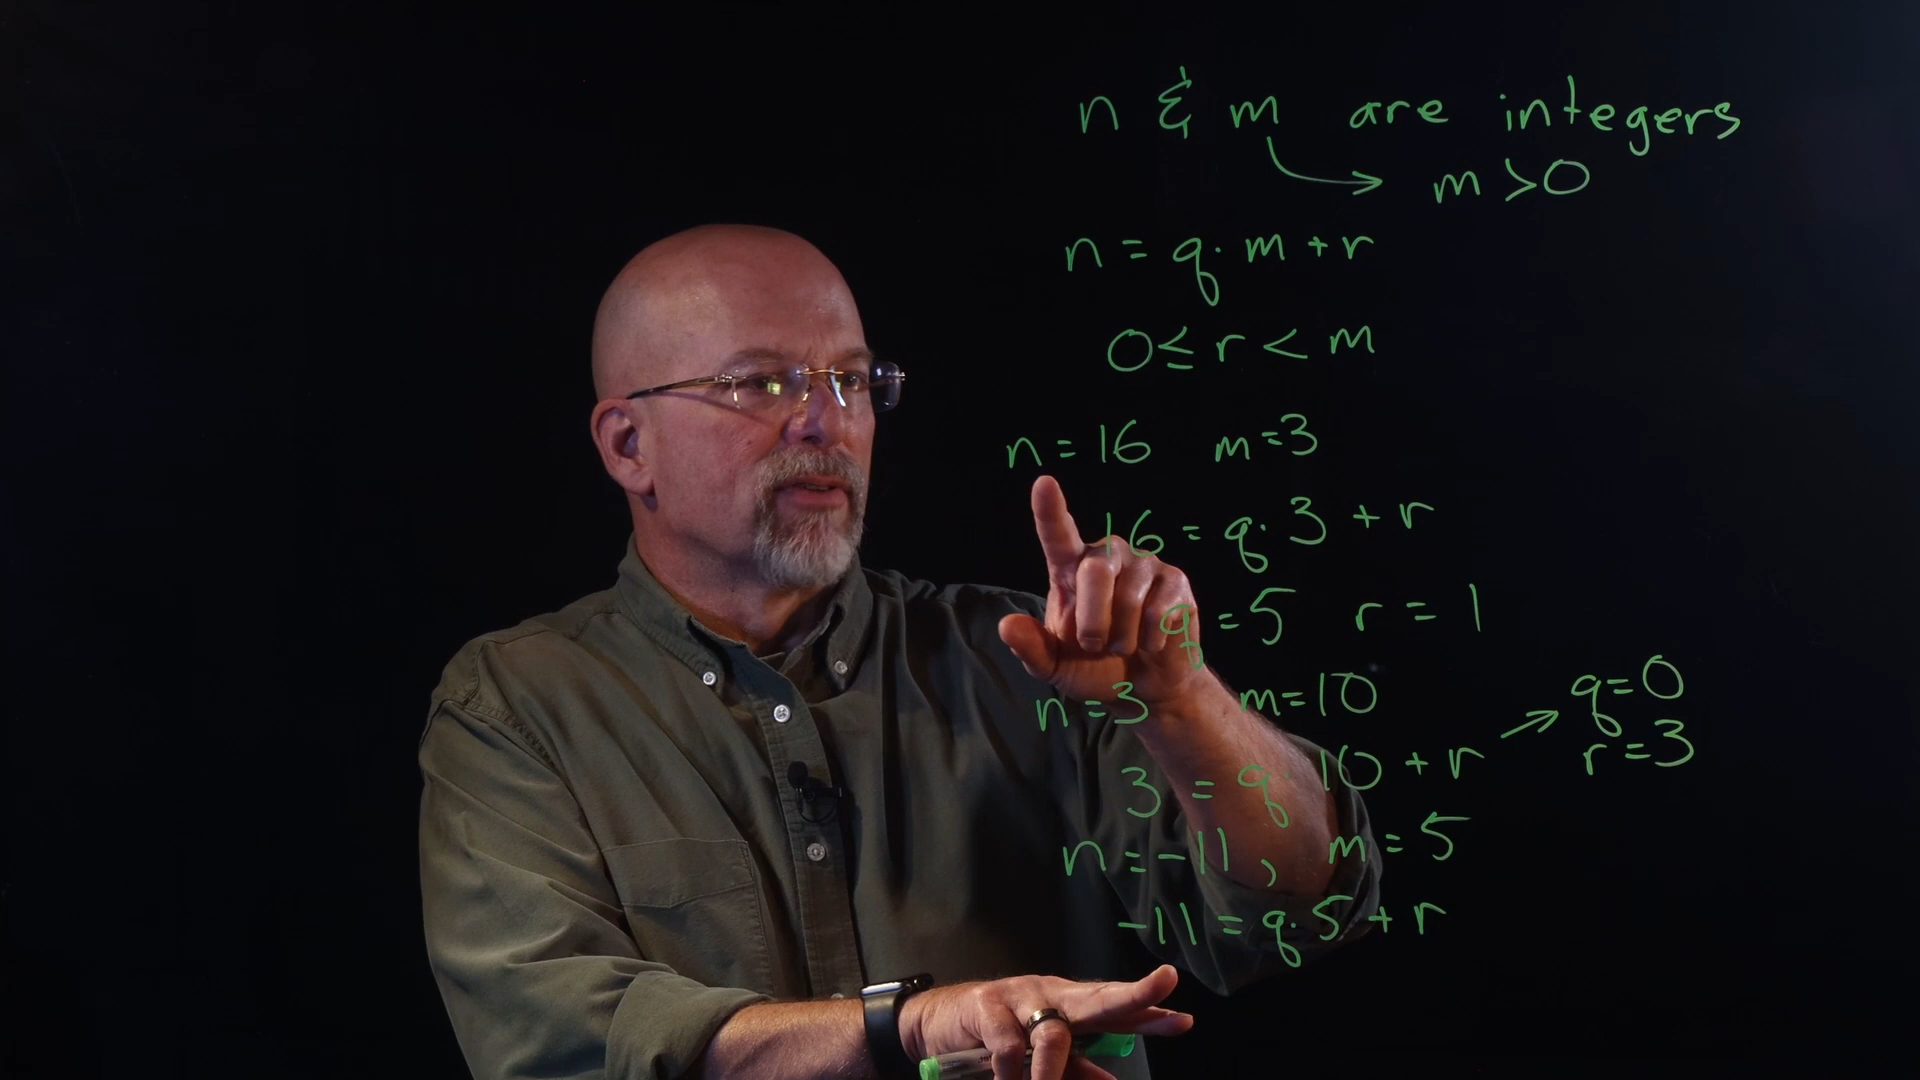 n & m are integers
m > 0
n = q · m + r
0 ≤ r < m
n = 16 m = 3
16 = q · 3 + r
q = 5 r = 1
n = 3 m = 10
3 = q · 10 + r → q = 0
r = 3
n = -11, m = 5
-11 = q · 5 + r